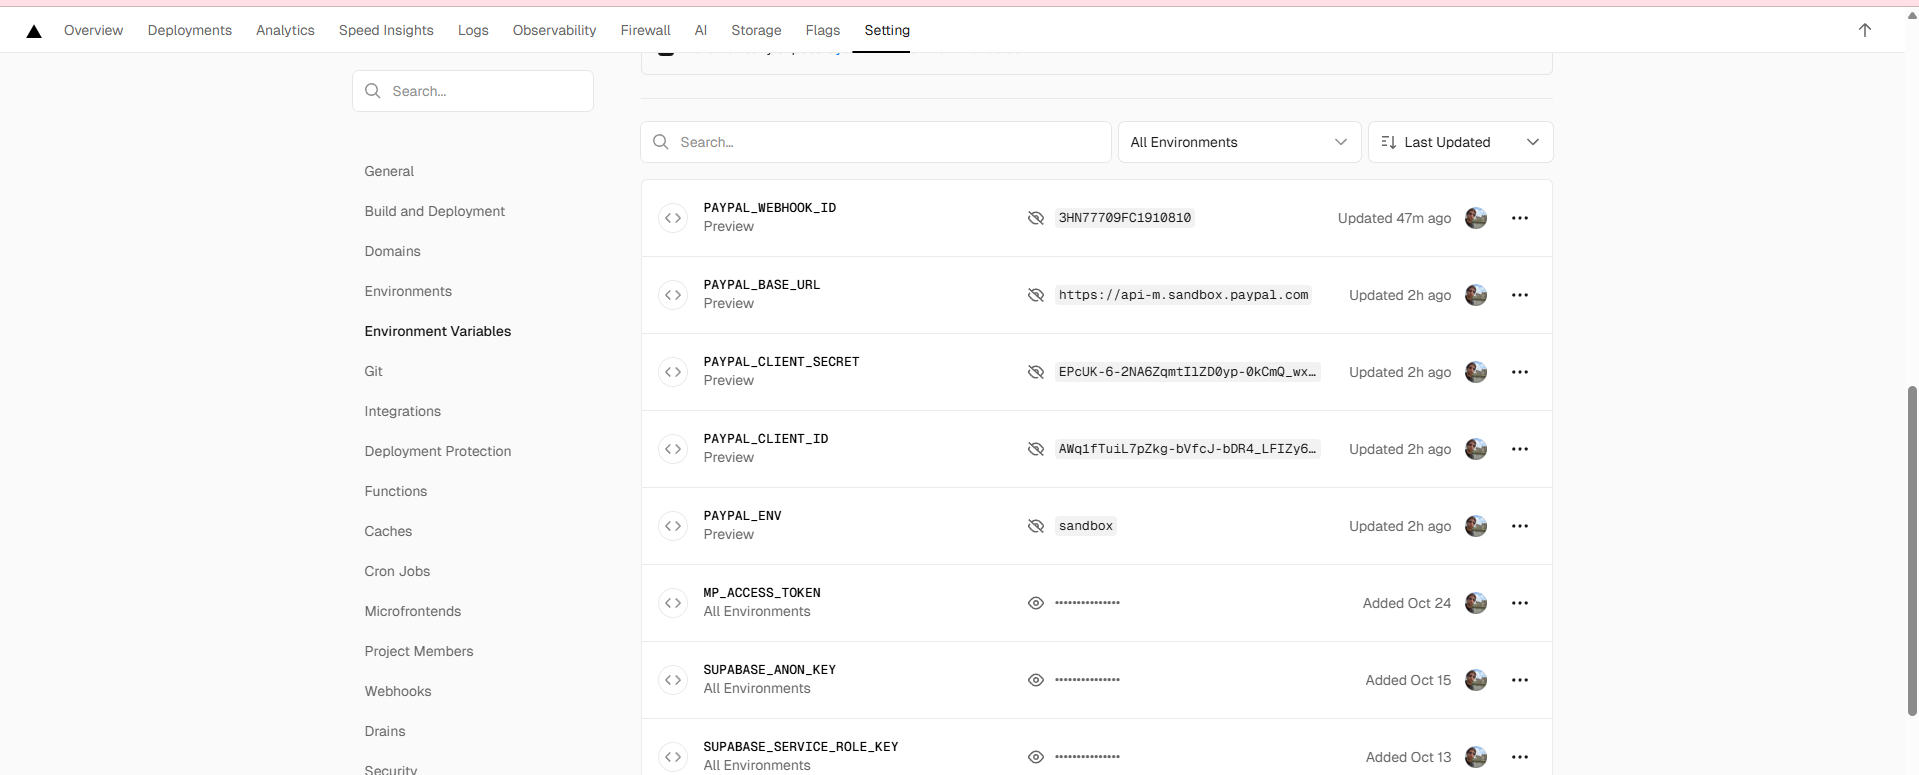 Overview Deployments Analytics Speed Insights Logs Observability Firewall AI Storage Flags Setting
Search...
General
Build and Deployment
Domains
Environments
Environment Variables
Git
Integrations
Deployment Protection
Functions
Caches
Cron Jobs
Microfrontends
Project Members
Webhooks
Drains
Security
Search... All Environments Last Updated
PAYPAL_WEBHOOK_ID
Preview
3HN77709FC1910810
Updated 47m ago
PAYPAL_BASE_URL
Preview
https://api-m.sandbox.paypal.com
Updated 2h ago
PAYPAL_CLIENT_SECRET
Preview
EPcUK-6-2NA6ZqmtIlZD0yp-0kCmQ_wx…
Updated 2h ago
PAYPAL_CLIENT_ID
Preview
AWq1fTuiL7pZkg-bVfcJ-bDR4_LFIZy6…
Updated 2h ago
PAYPAL_ENV
Preview
sandbox
Updated 2h ago
MP_ACCESS_TOKEN
All Environments
•••••••••••••••
Added Oct 24
SUPABASE_ANON_KEY
All Environments
•••••••••••••••
Added Oct 15
SUPABASE_SERVICE_ROLE_KEY
All Environments
•••••••••••••••
Added Oct 13